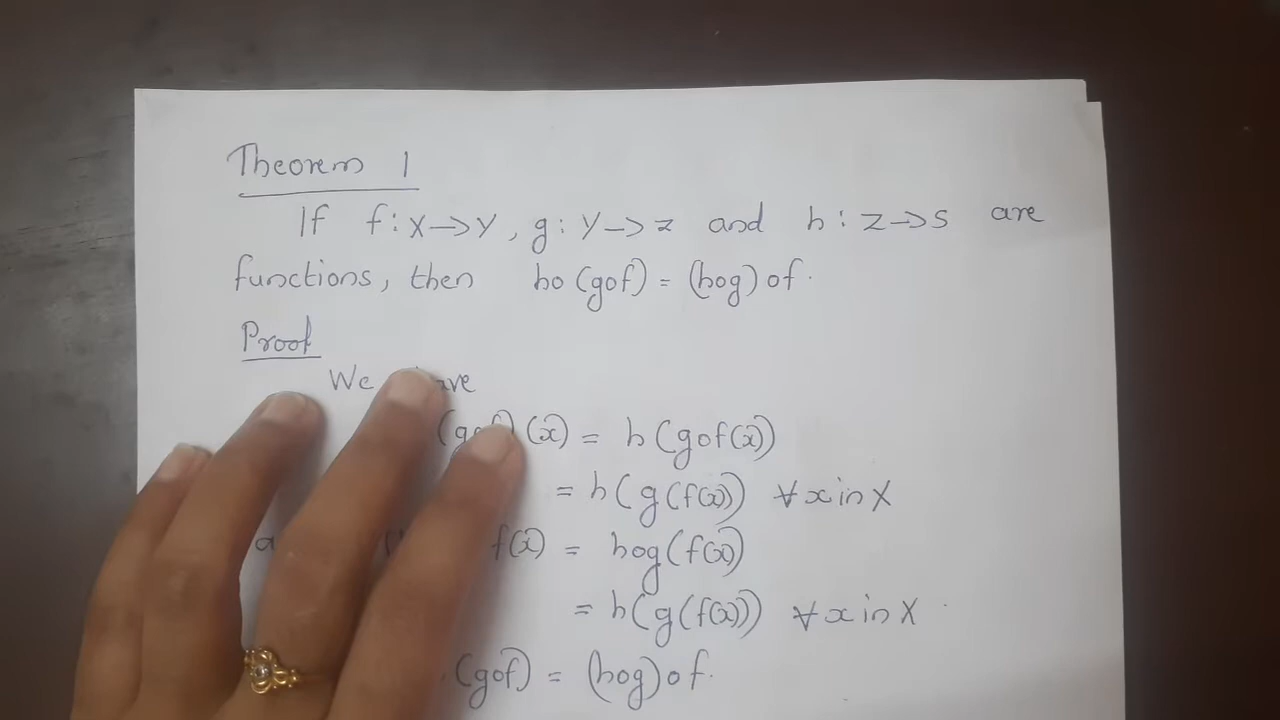 Theorem 1
If f : X → Y , g : Y → z and h : Z → S are
functions, then ho (gof) = (hog) of.
Proof
We
(gof) (x) = h (gof(x))
= h (g (f(x)) ∀ x in X
f(x) = hog (f(x))
= h (g (f(x))) ∀ x in X .
(gof) = (hog) of.